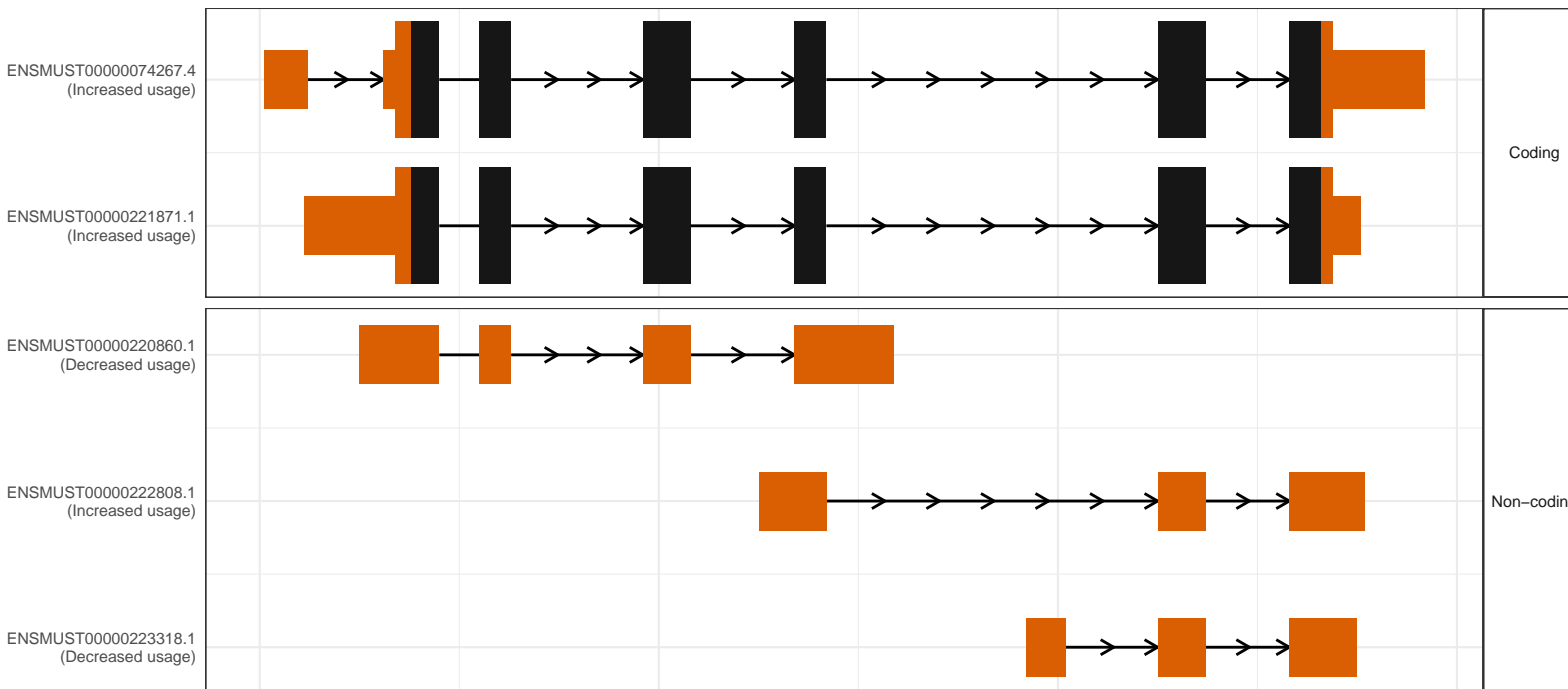 ENSMUST00000074267.4
(Increased usage)
ENSMUST00000221871.1
(Increased usage)
Coding
ENSMUST00000220860.1
(Decreased usage)
ENSMUST00000222808.1
(Increased usage)
Non−codin
ENSMUST00000223318.1
(Decreased usage)